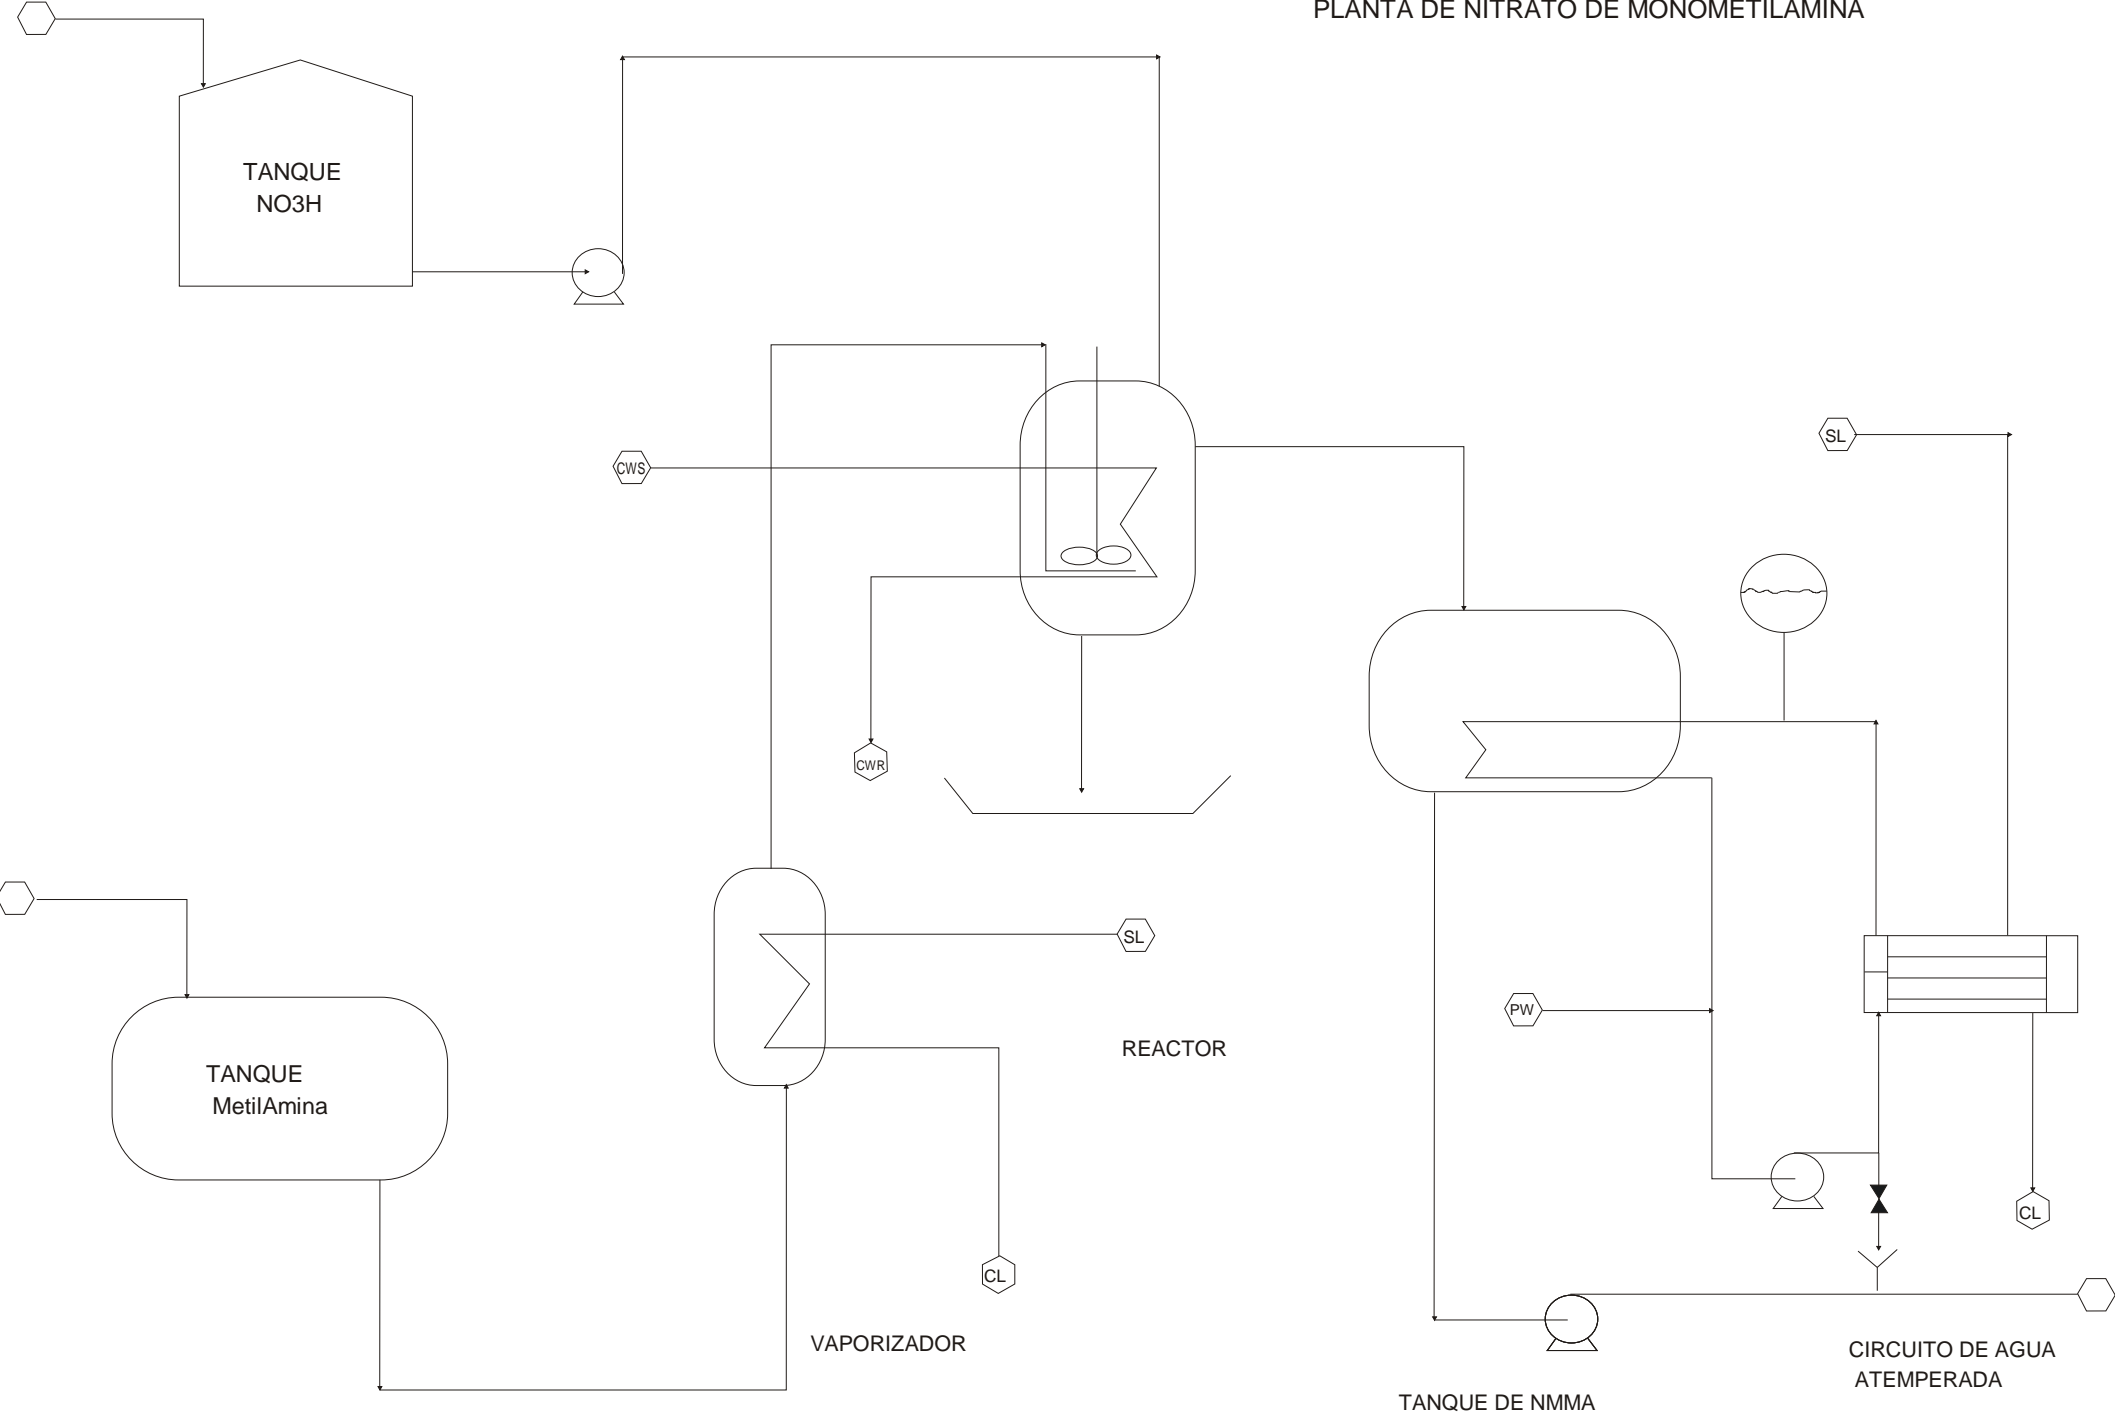 PLANTA DE NITRATO DE MONOMETILAMINA
TANQUE
NO3H
SL
CWS
CWR
SL
PW
REACTOR
TANQUE
MetilAmina
CL
CL
VAPORIZADOR
CIRCUITO DE AGUA
ATEMPERADA
TANQUE DE NMMA